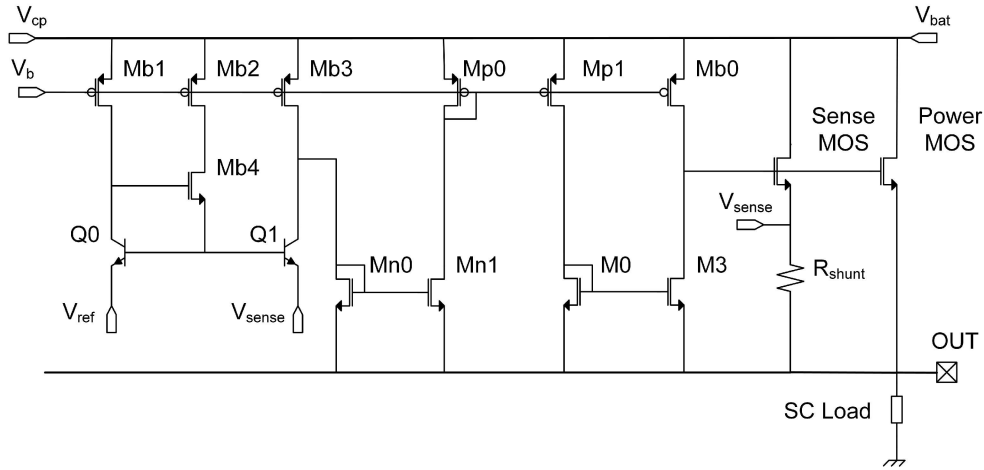 Vcp
Vbat
Vb
Mb1
Mb2
Mb3
Mp0
Mp1
Mb0
Sense
MOS
Power
MOS
Mb4
Vsense
Q0
Q1
Mn0
Mn1
M0
M3
Rshunt
Vref
Vsense
OUT
SC Load